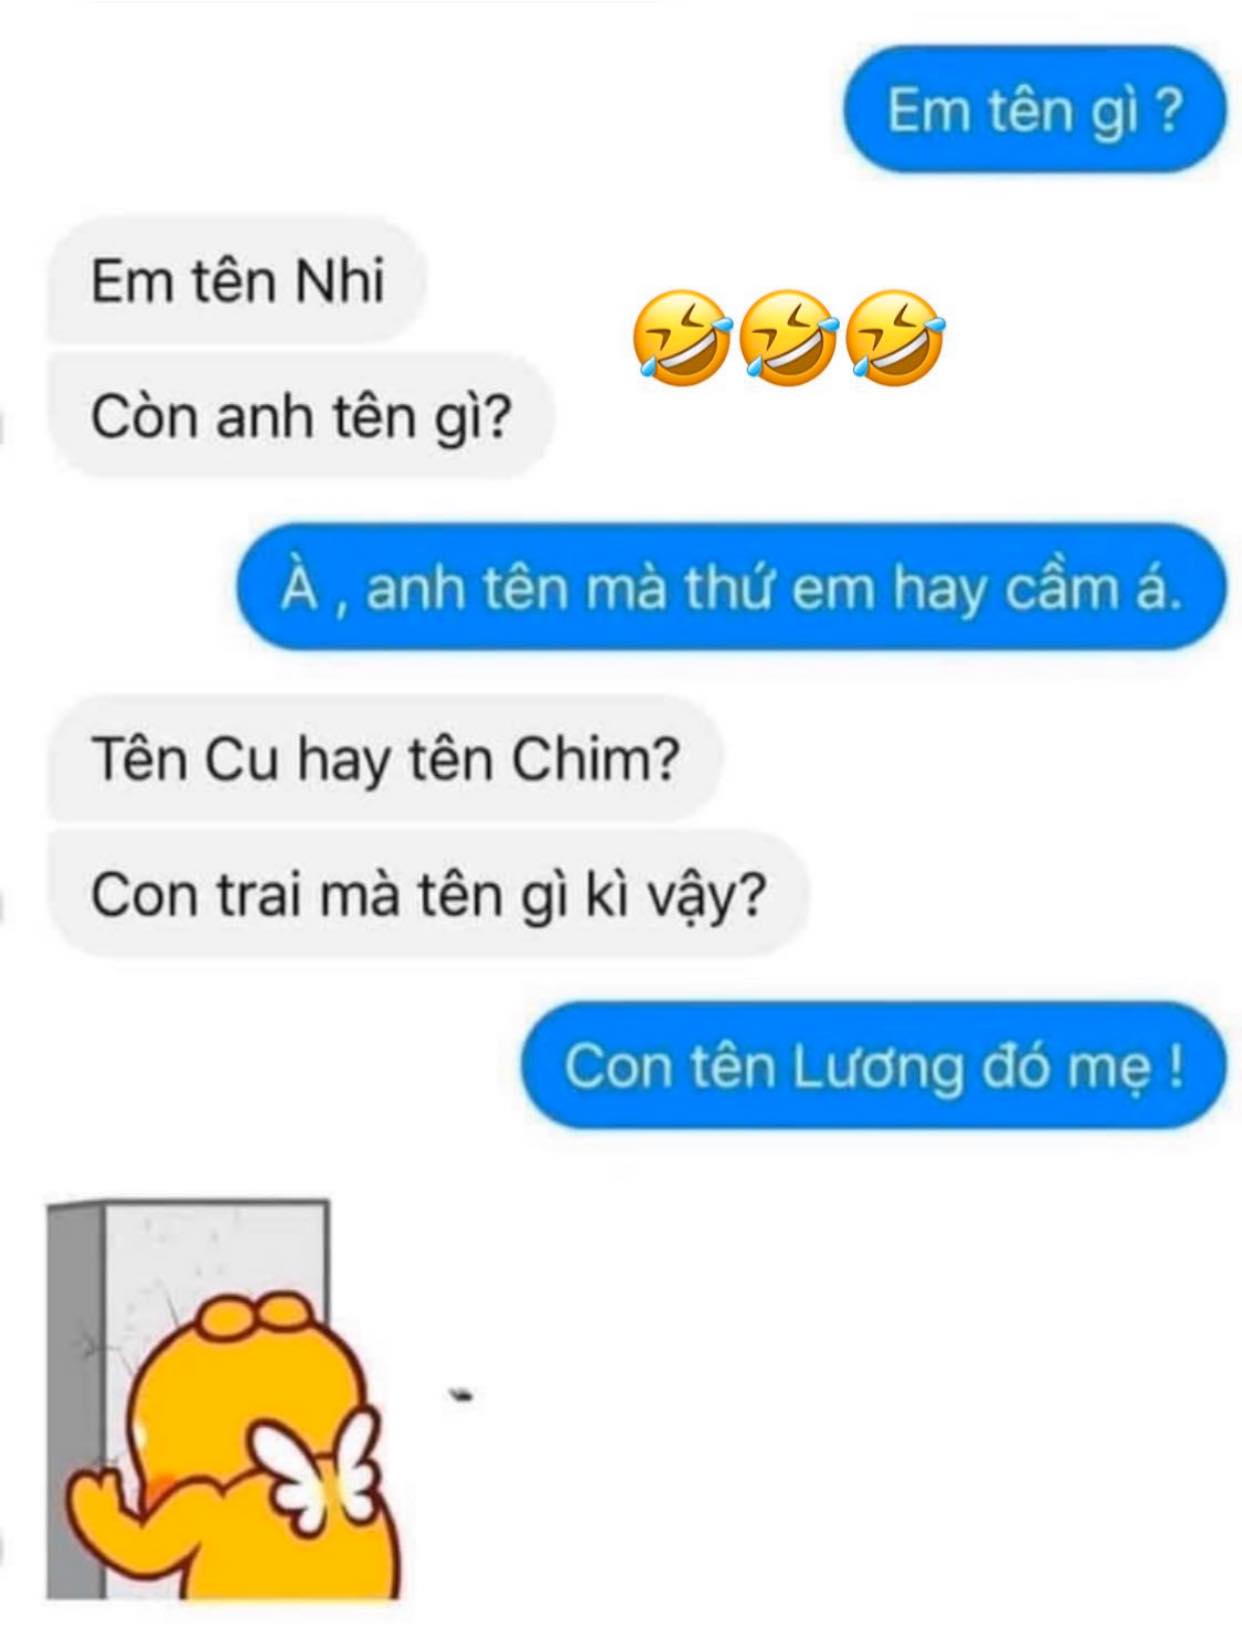 Em tên gì ?
Em tên Nhi
Còn anh tên gì?
À , anh tên mà thứ em hay cầm á.
Tên Cu hay tên Chim?
Con trai mà tên gì kì vậy?
Con tên Lương đó mẹ !